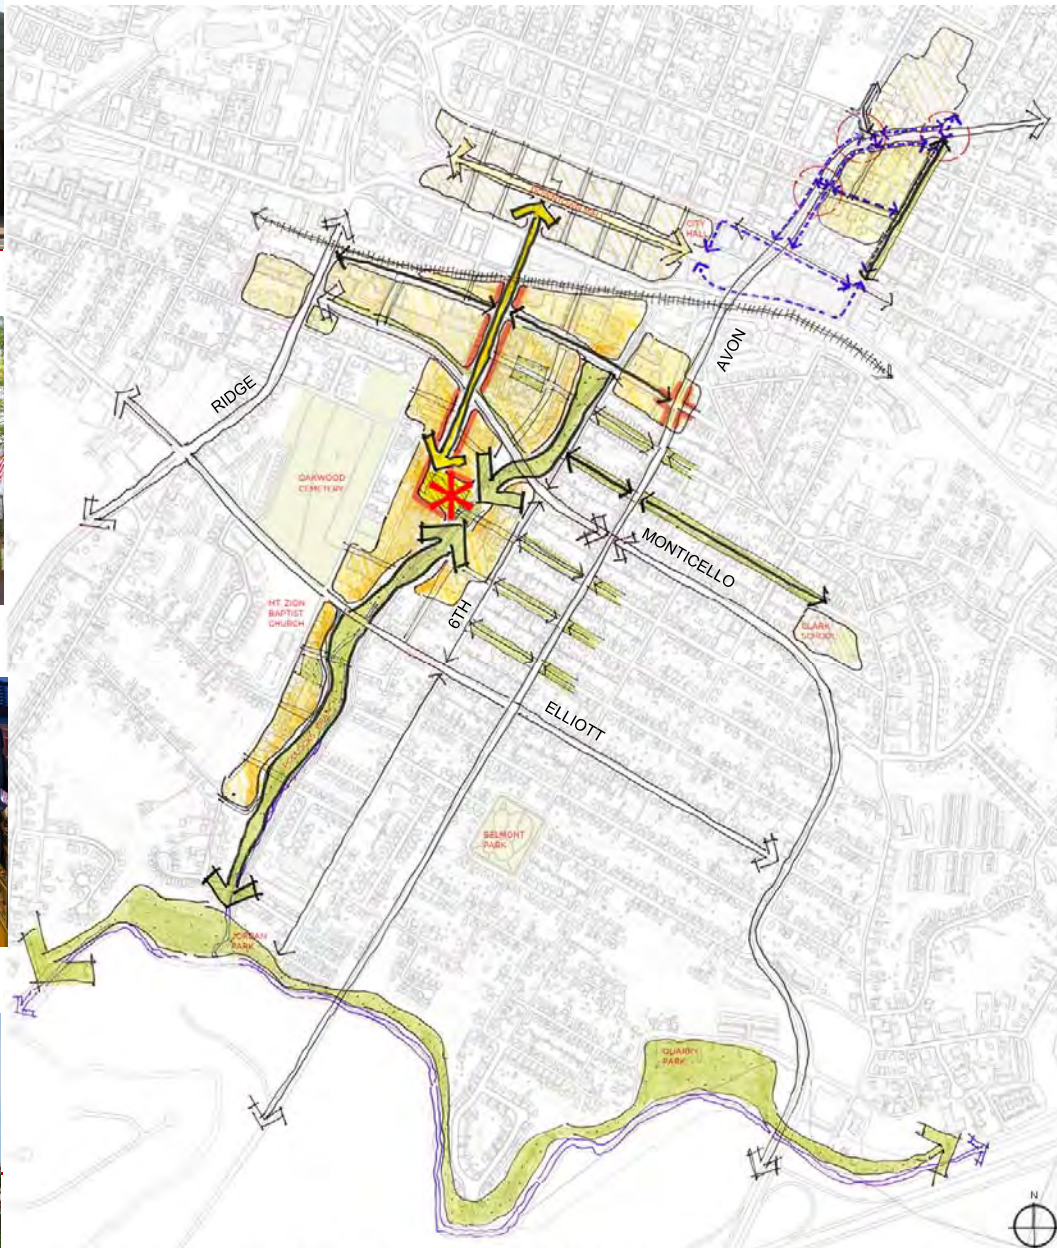 CITY
HALL
AVON
RIDGE
OAKWOOD
CEMETERY
MONTICELLO
MT. ZION
BAPTIST
CHURCH
6TH
CLARK
SCHOOL
ELLIOTT
BELMONT
PARK
JORDAN
PARK
QUARRY
PARK
N